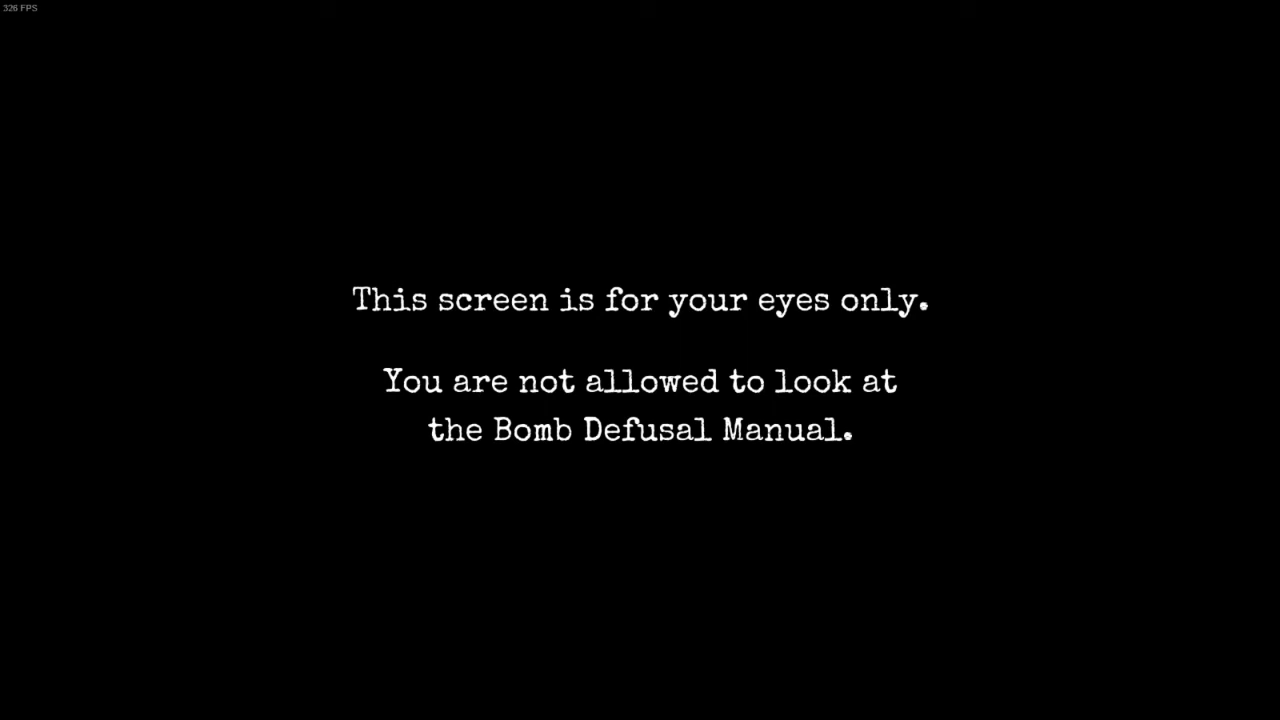 326 FPS
This screen is for your eyes only.
You are not allowed to look at
the Bomb Defusal Manual.